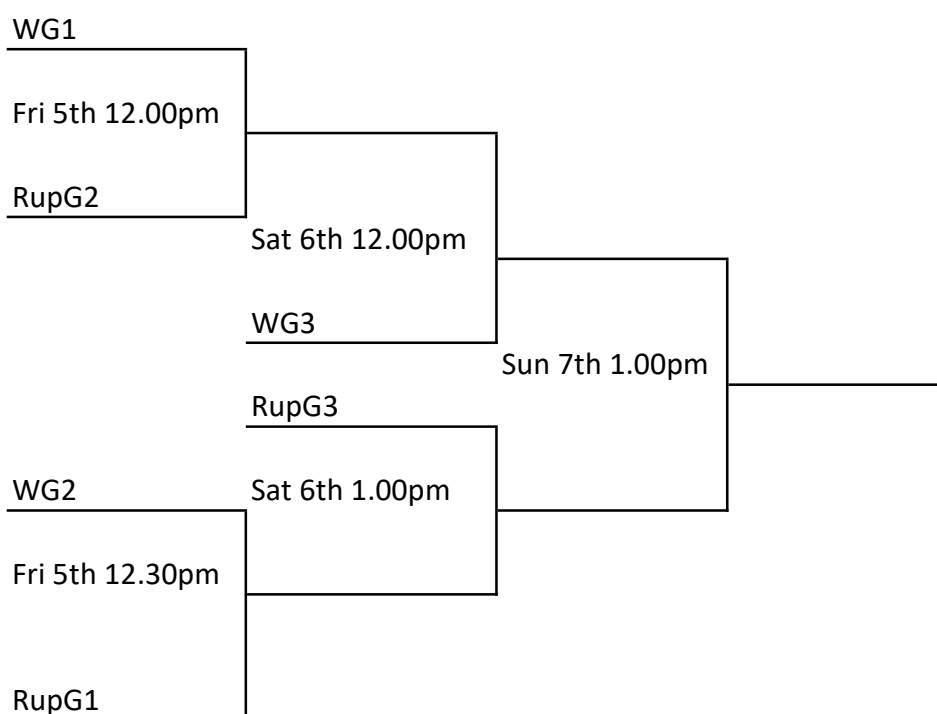 WG1
Fri 5th 12.00pm
RupG2
Sat 6th 12.00pm
WG3
Sun 7th 1.00pm
RupG3
WG2
Sat 6th 1.00pm
Fri 5th 12.30pm
RupG1